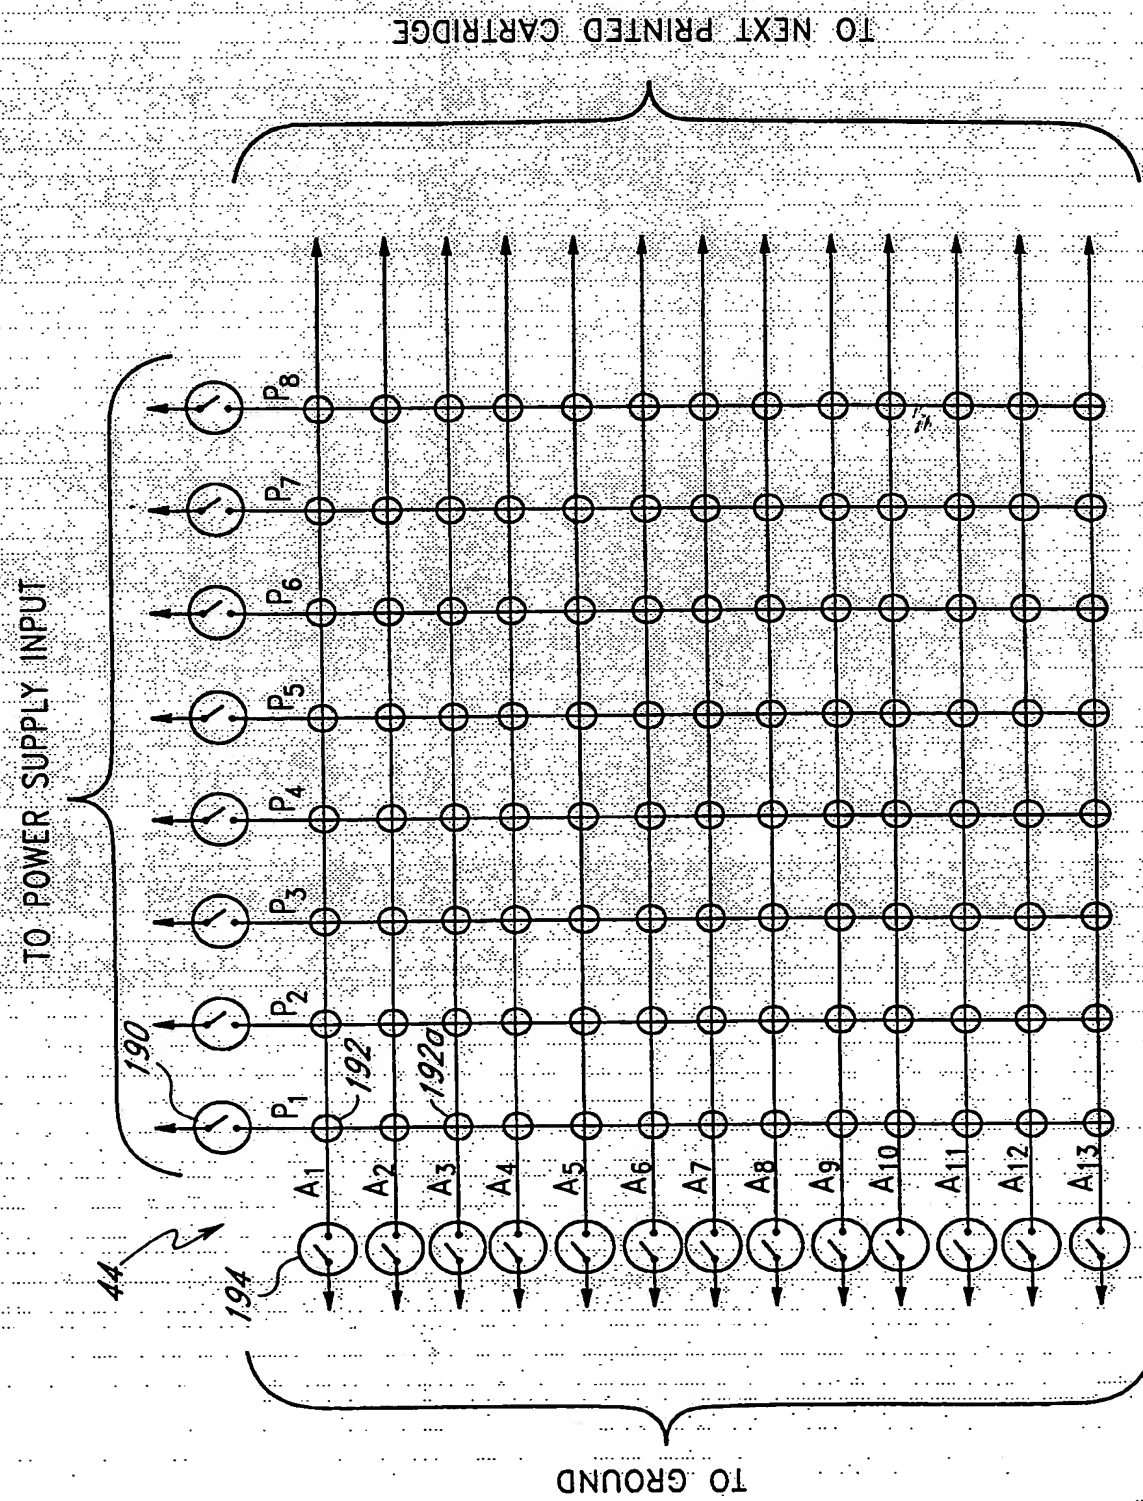 TO NEXT PRINTED CARTRIDGE
TO POWER SUPPLY INPUT
190
P1 P2 P3 P4 P5 P6 P7 P8
44
194
192
192a
A1
A2
A3
A4
A5
A6
A7
A8
A9
A10
A11
A12
A13
TO GROUND